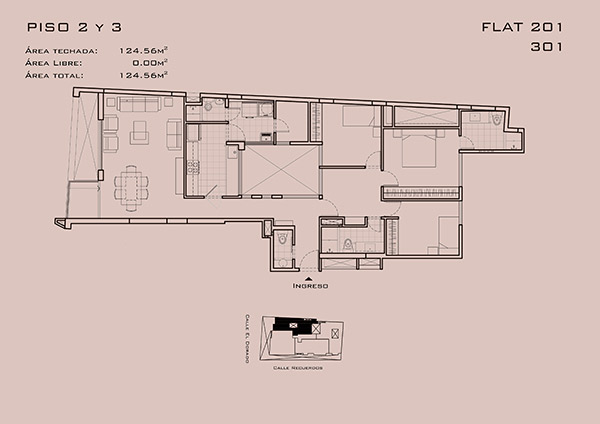 PISO 2 Y 3
FLAT 201
301
ÁREA TECHADA: 124.56M²
ÁREA LIBRE: 0.00M²
ÁREA TOTAL: 124.56M²
INGRESO
CALLE EL DORADO
CALLE RECUERDOS